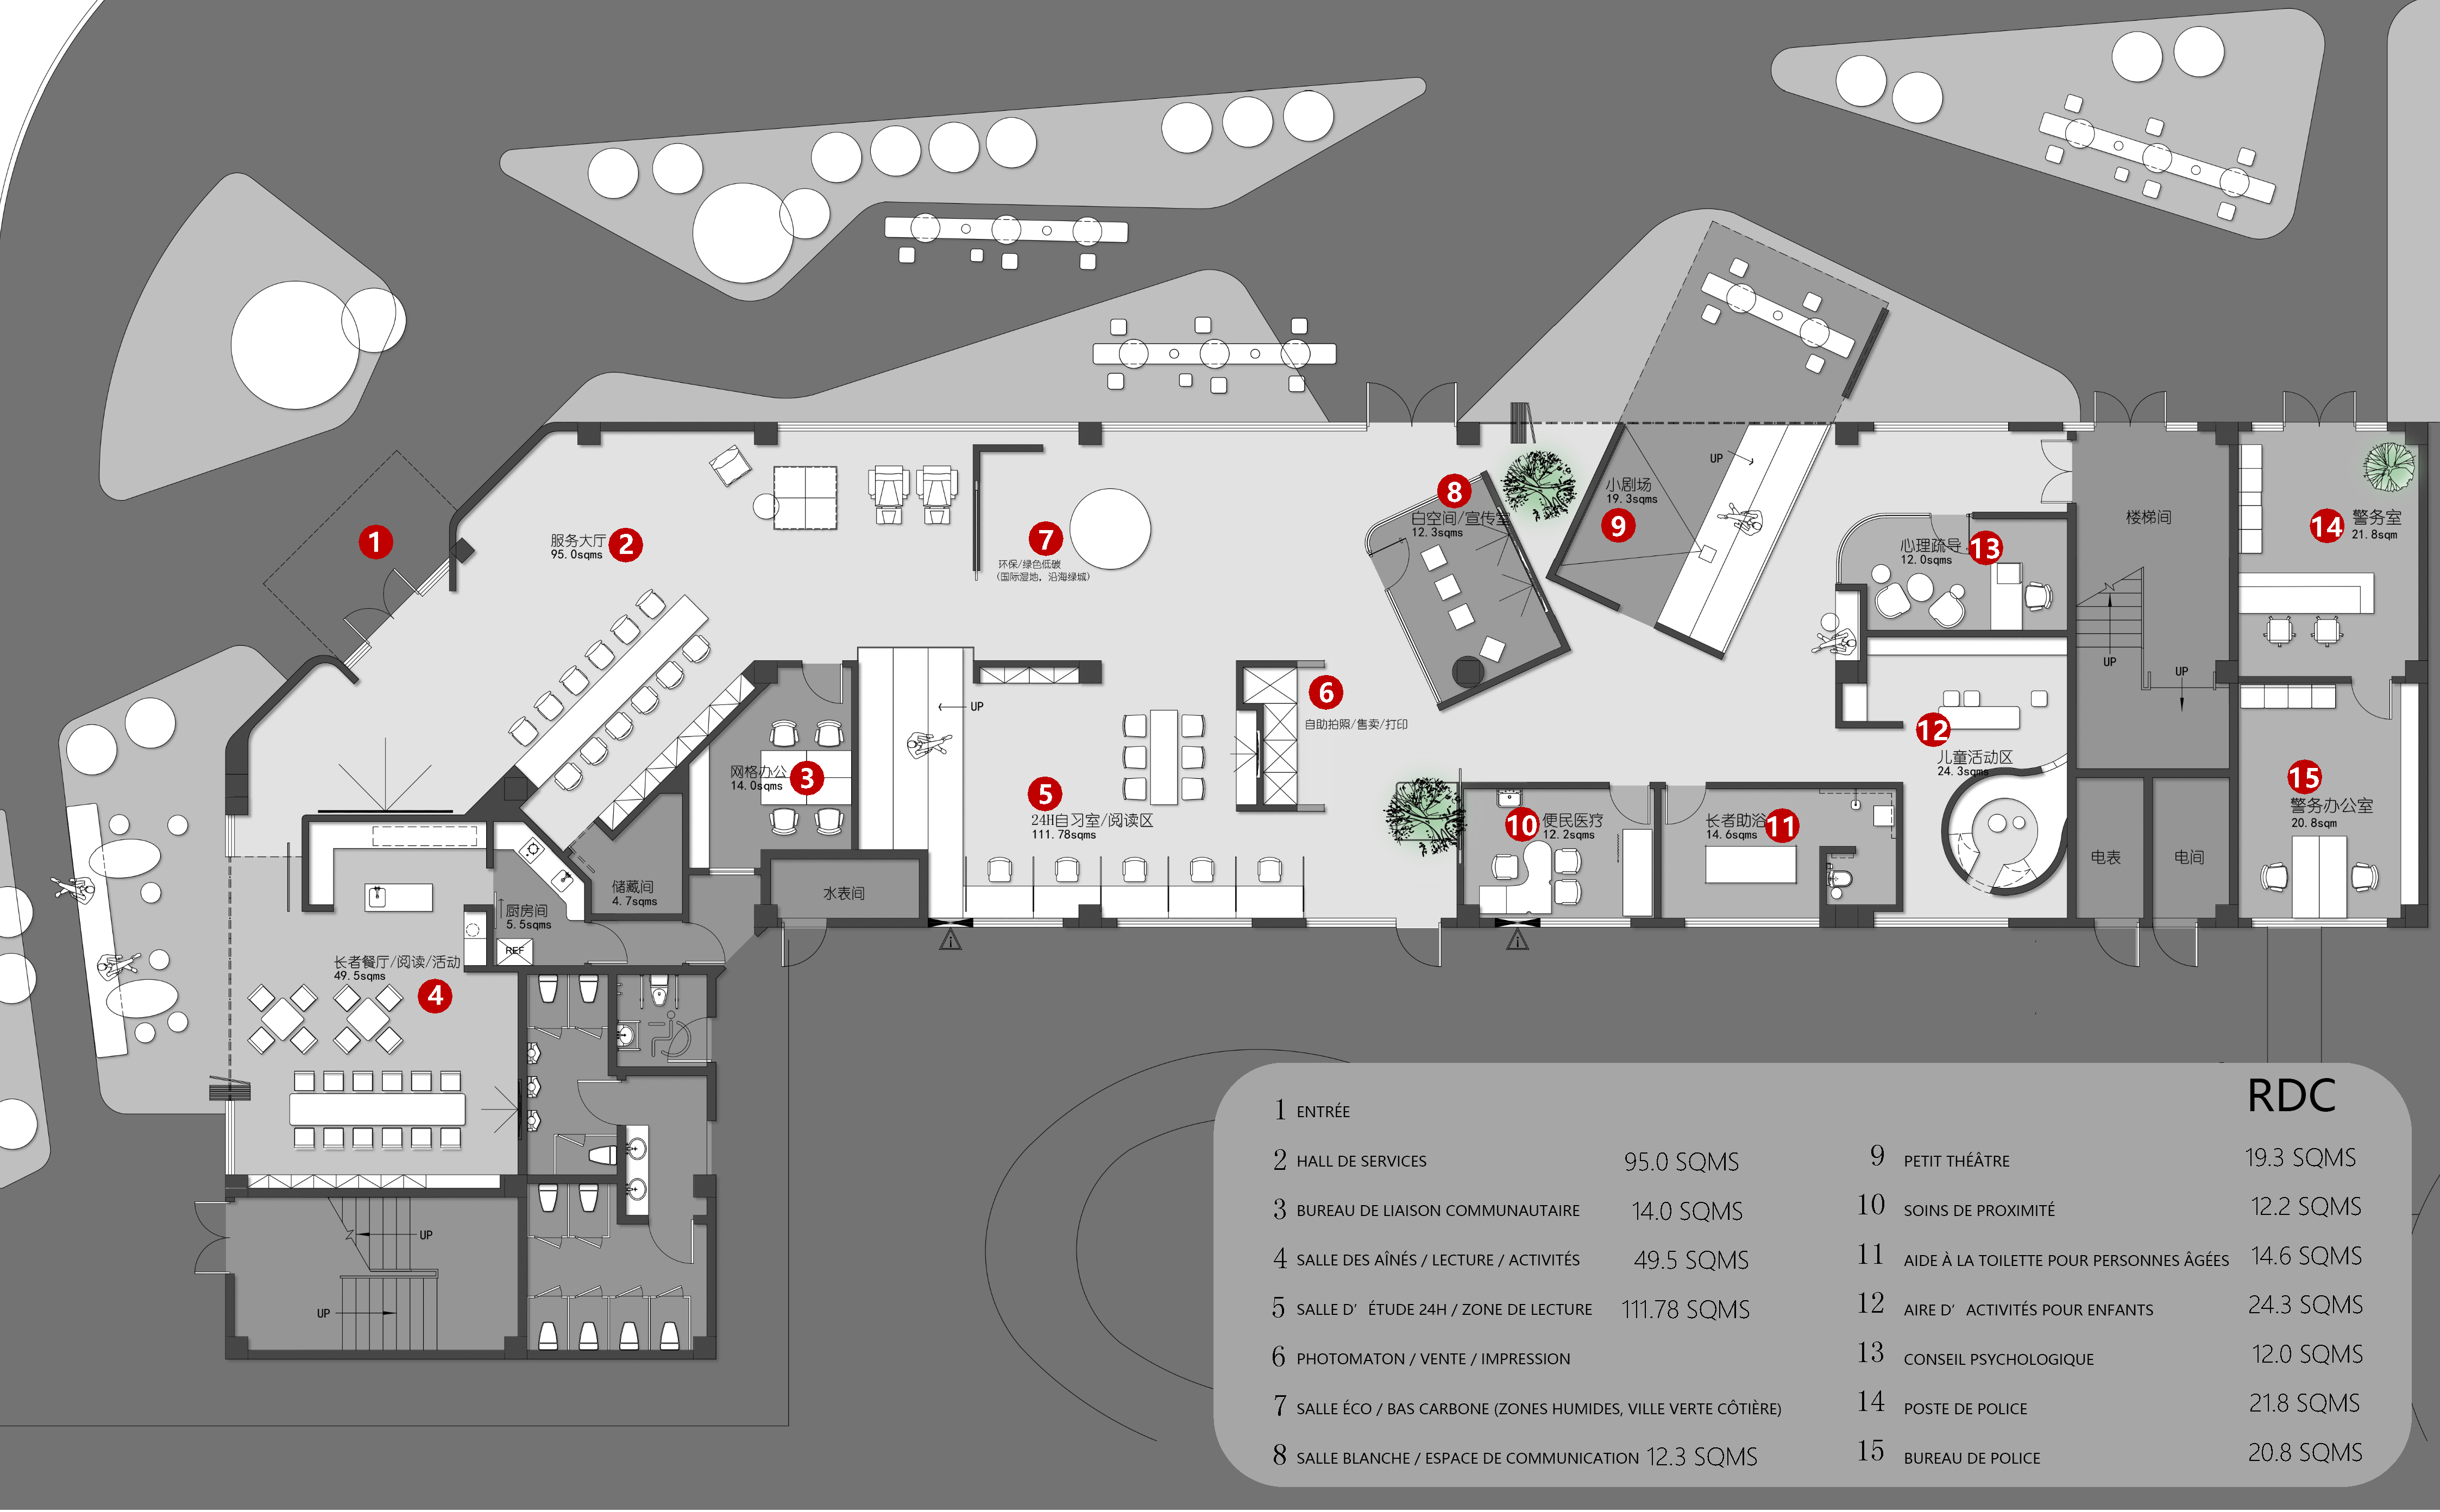 1
服务大厅
95.0sqms
2
7
环保/绿色低碳
(国际湿地，沿海绿城)
8
白空间/宣传室
12.3sqms
小剧场
19.3sqms
9
UP
心理疏导
12.0sqms
13
楼梯间
14
警务室
21.8sqm
UP
UP
UP
6
自助拍照/售卖/打印
网格办公
14.0sqms
3
5
24H自习室/阅读区
111.78sqms
12
儿童活动区
24.3sqms
15
警务办公室
20.8sqm
10
便民医疗
12.2sqms
长者助浴
14.6sqms
11
电表
电间
储藏间
4.7sqms
水表间
厨房间
5.5sqms
REF
长者餐厅/阅读/活动
49.5sqms
4
i
i
UP
UP
RDC
1 ENTRÉE
2 HALL DE SERVICES 95.0 SQMS
3 BUREAU DE LIAISON COMMUNAUTAIRE 14.0 SQMS
4 SALLE DES AÎNÉS / LECTURE / ACTIVITÉS 49.5 SQMS
5 SALLE D’ÉTUDE 24H / ZONE DE LECTURE 111.78 SQMS
6 PHOTOMATON / VENTE / IMPRESSION
7 SALLE ÉCO / BAS CARBONE (ZONES HUMIDES, VILLE VERTE CÔTIÈRE)
8 SALLE BLANCHE / ESPACE DE COMMUNICATION 12.3 SQMS
9 PETIT THÉÂTRE 19.3 SQMS
10 SOINS DE PROXIMITÉ 12.2 SQMS
11 AIDE À LA TOILETTE POUR PERSONNES ÂGÉES 14.6 SQMS
12 AIRE D’ACTIVITÉS POUR ENFANTS 24.3 SQMS
13 CONSEIL PSYCHOLOGIQUE 12.0 SQMS
14 POSTE DE POLICE 21.8 SQMS
15 BUREAU DE POLICE 20.8 SQMS